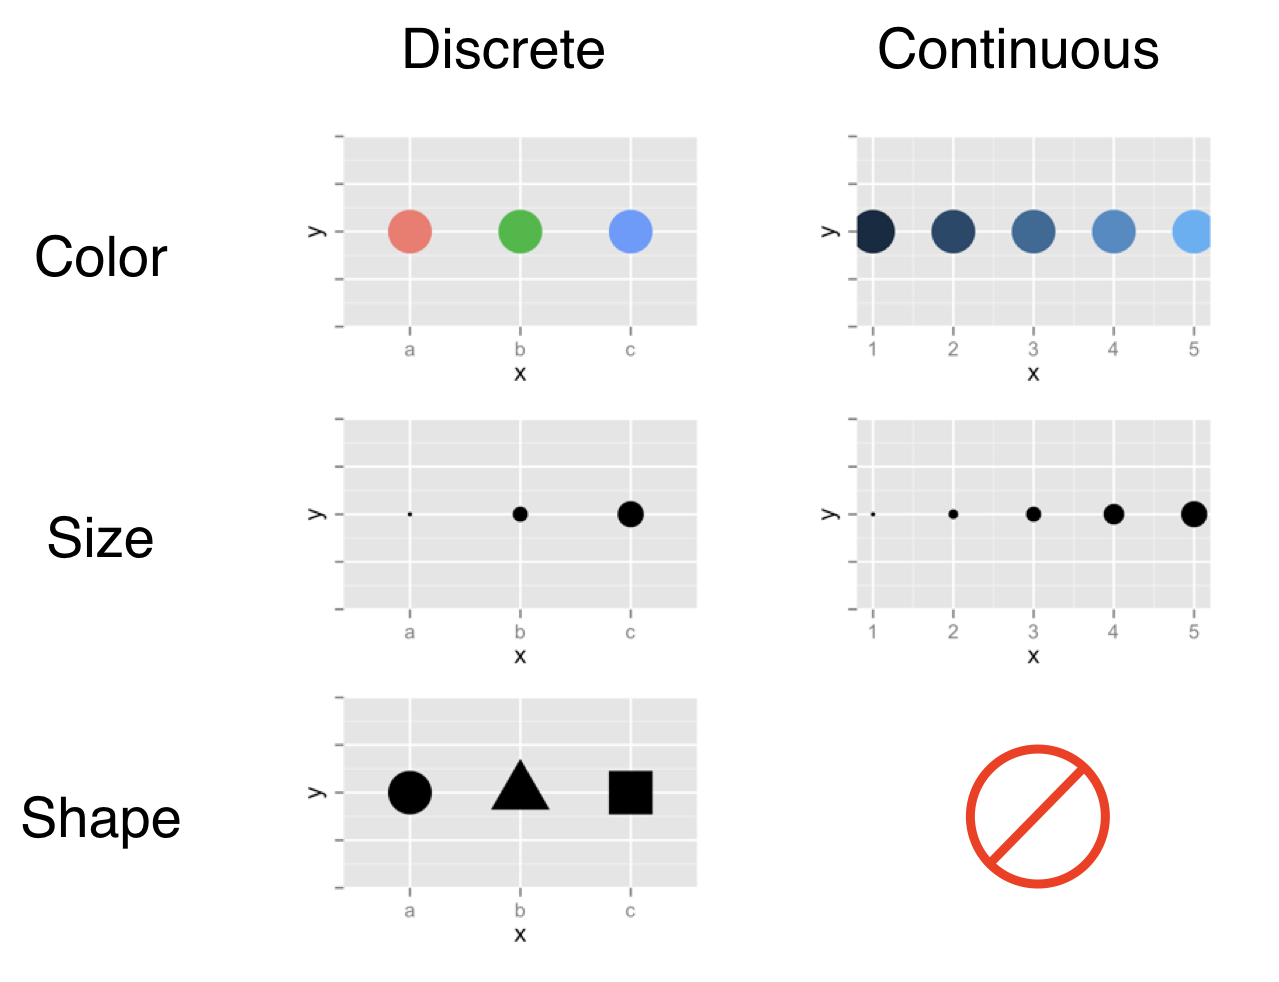 Discrete Continuous
Color
y y
a b c 1 2 3 4 5
x x
Size
y y
a b c 1 2 3 4 5
x x
Shape
y
a b c
x